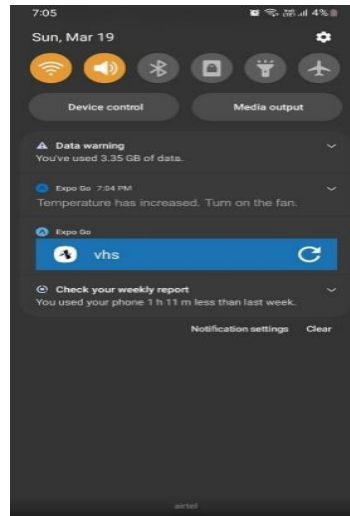 7:05
4%
Sun, Mar 19
Device control
Media output
Data warning
You've used 3.35 GB of data.
Expo Go 7:04 PM
Temperature has increased. Turn on the fan.
Expo Go
vhs
Check your weekly report
You used your phone 1 h 11 m less than last week.
Notification settings
Clear
airtel